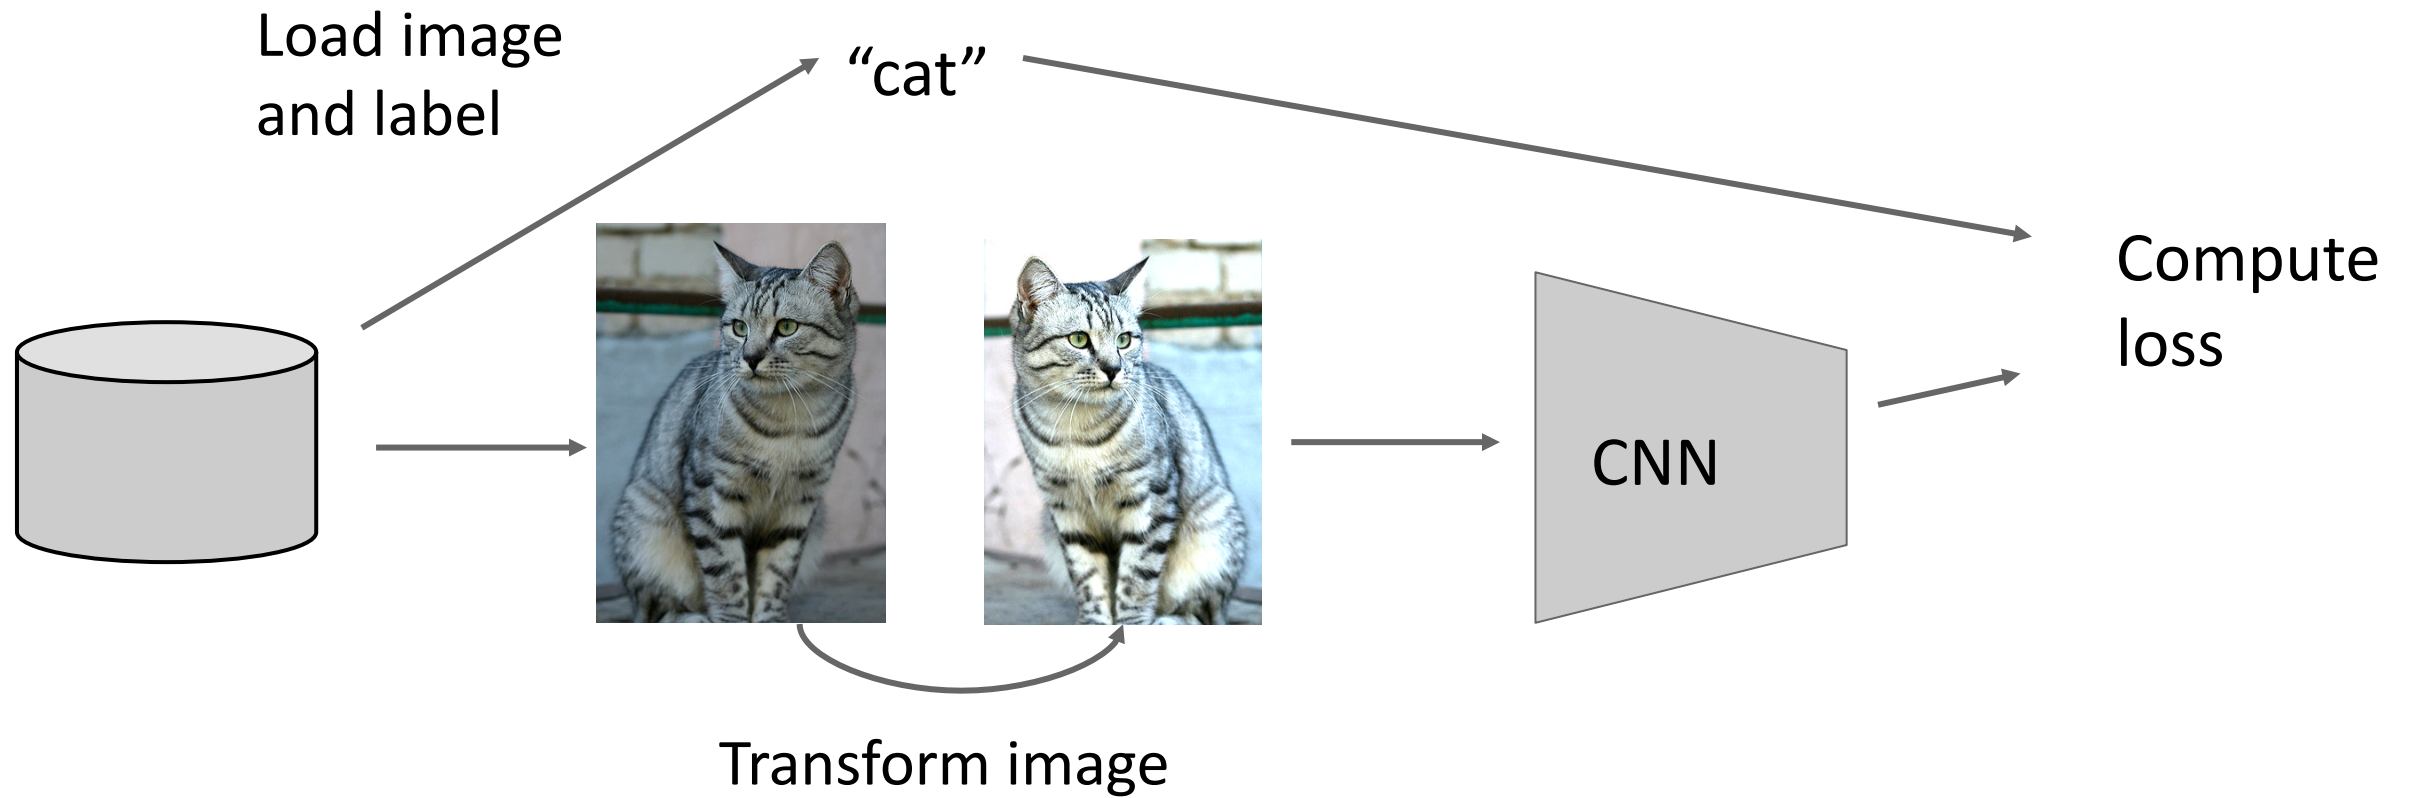 Load image
and label
“cat”
Compute
loss
CNN
Transform image